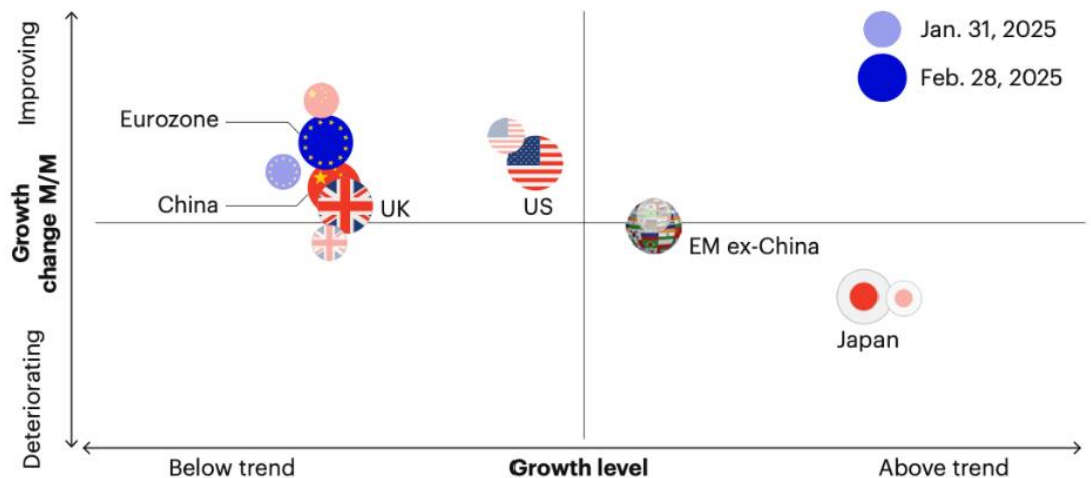 Improving
Jan. 31, 2025
Feb. 28, 2025
Eurozone
China
UK
US
EM ex-China
Japan
Growth
change M/M
Deteriorating
Below trend
Growth level
Above trend